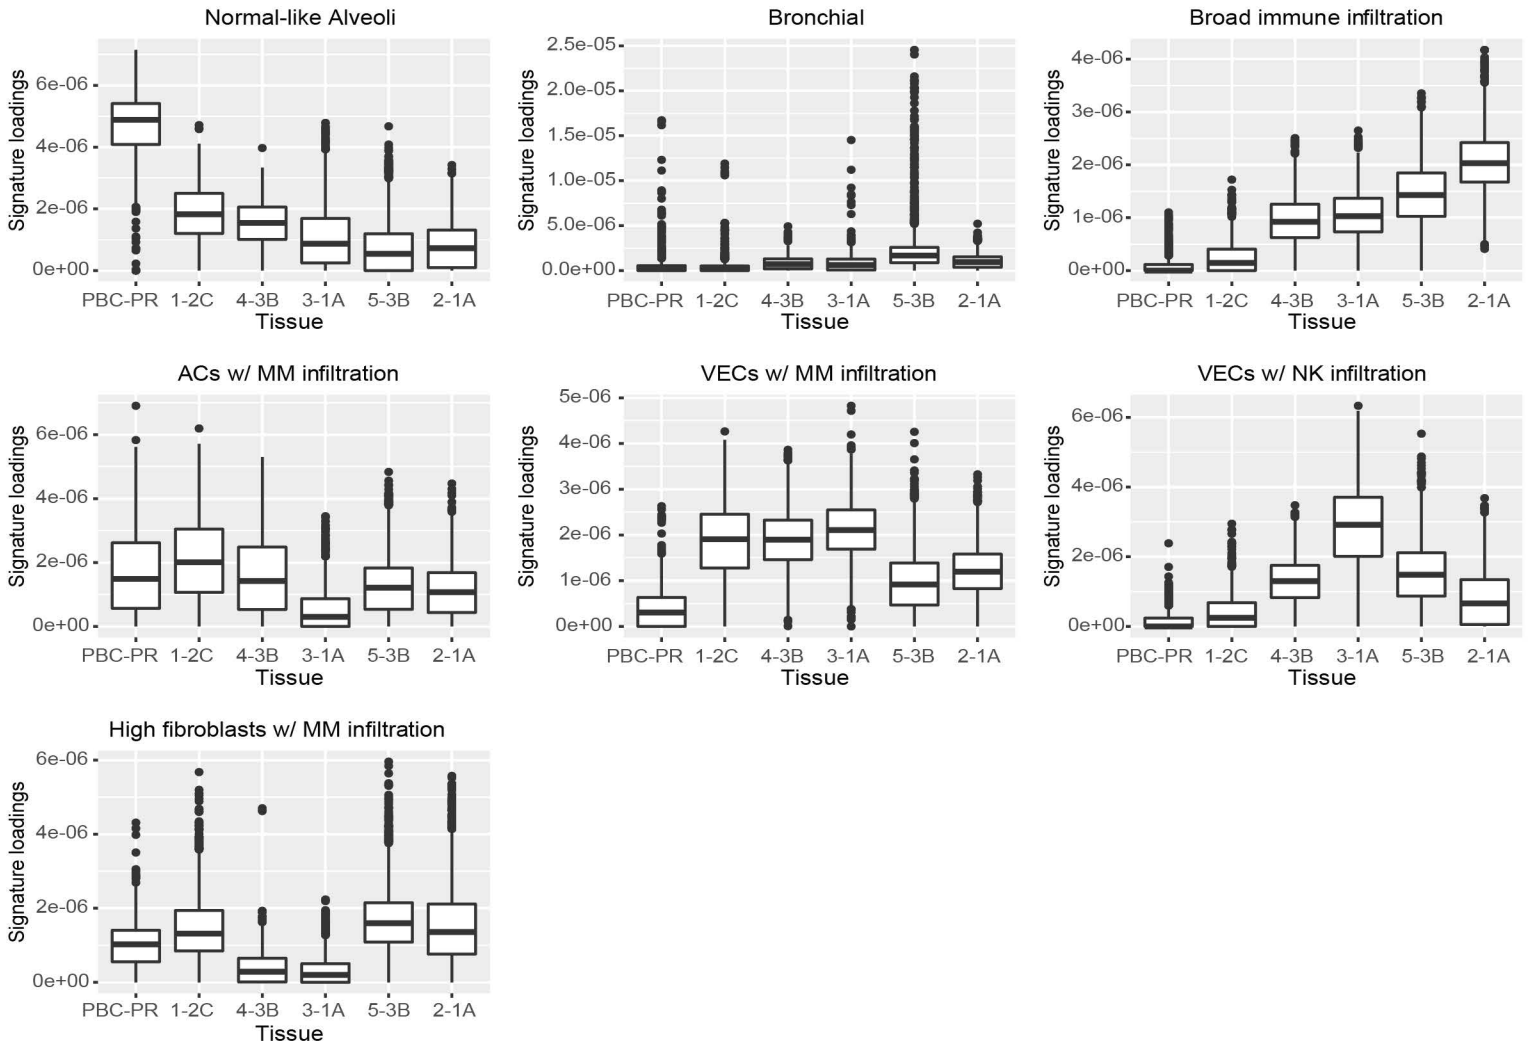 Normal-like Alveoli
Signature loadings
6e-06
4e-06
2e-06
0e+00
PBC-PR 1-2C 4-3B 3-1A 5-3B 2-1A
Tissue
Bronchial
Signature loadings
2.5e-05
2.0e-05
1.5e-05
1.0e-05
5.0e-06
0.0e+00
PBC-PR 1-2C 4-3B 3-1A 5-3B 2-1A
Tissue
Broad immune infiltration
Signature loadings
4e-06
3e-06
2e-06
1e-06
0e+00
PBC-PR 1-2C 4-3B 3-1A 5-3B 2-1A
Tissue
ACs w/ MM infiltration
Signature loadings
6e-06
4e-06
2e-06
0e+00
PBC-PR 1-2C 4-3B 3-1A 5-3B 2-1A
Tissue
VECs w/ MM infiltration
Signature loadings
5e-06
4e-06
3e-06
2e-06
1e-06
0e+00
PBC-PR 1-2C 4-3B 3-1A 5-3B 2-1A
Tissue
VECs w/ NK infiltration
Signature loadings
6e-06
4e-06
2e-06
0e+00
PBC-PR 1-2C 4-3B 3-1A 5-3B 2-1A
Tissue
High fibroblasts w/ MM infiltration
Signature loadings
6e-06
4e-06
2e-06
0e+00
PBC-PR 1-2C 4-3B 3-1A 5-3B 2-1A
Tissue